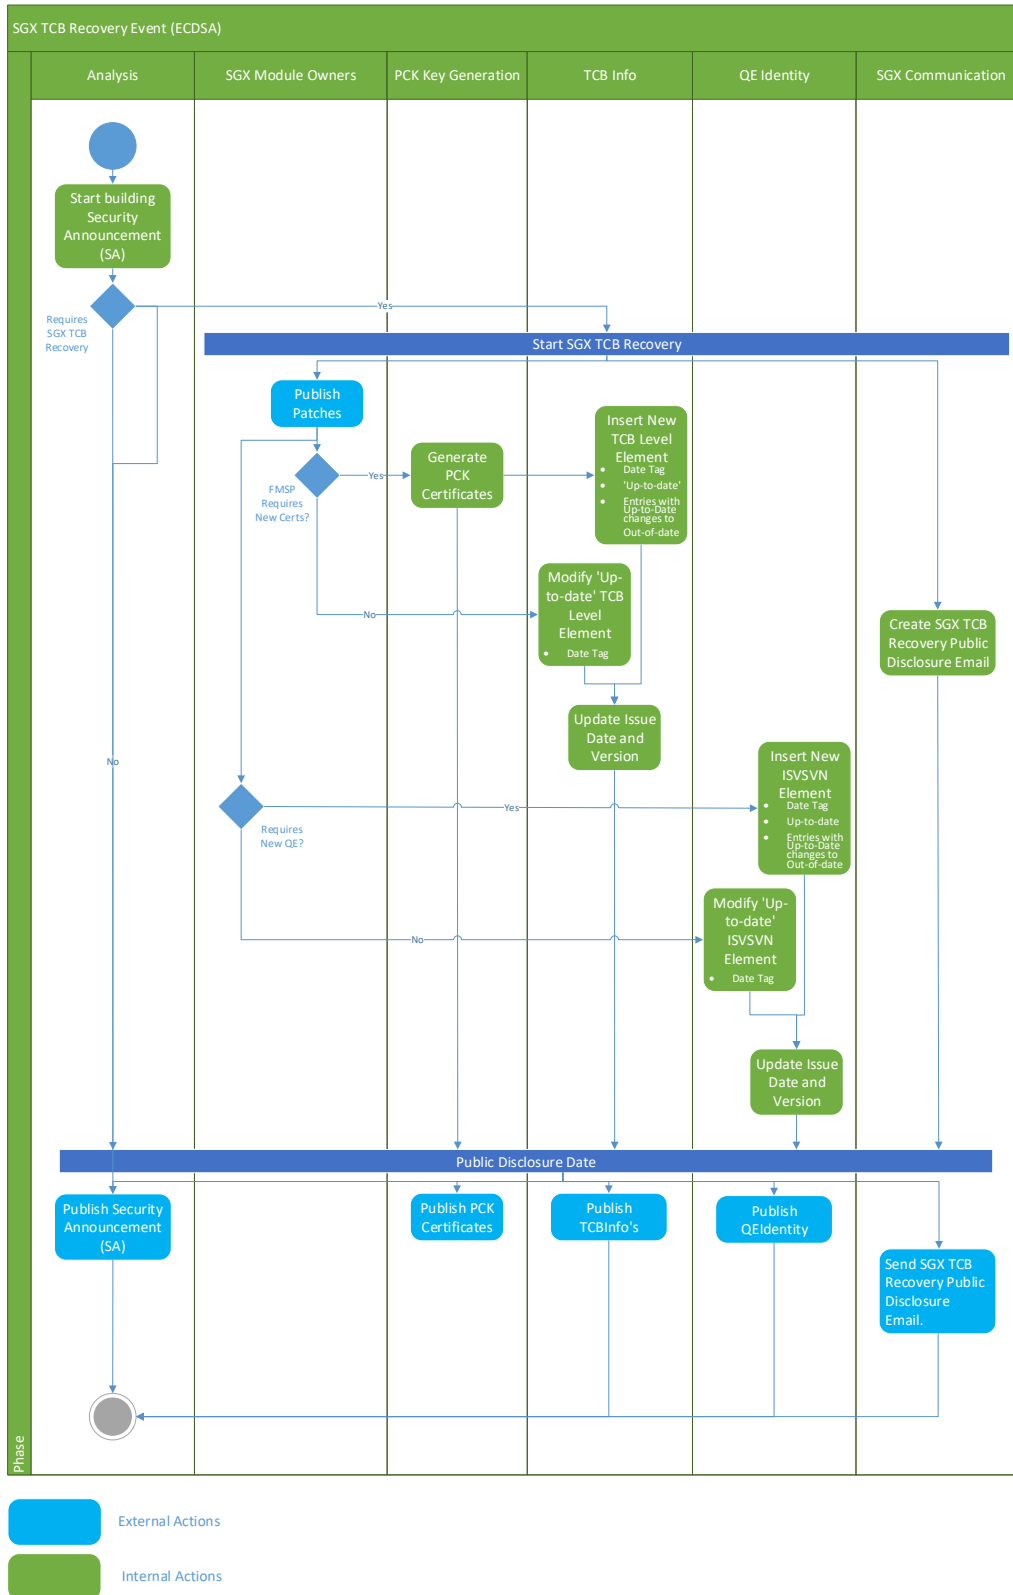 SGX TCB Recovery Event (ECDSA)
Analysis
SGX Module Owners
PCK Key Generation
TCB Info
QE Identity
SGX Communication
Start building
Security
Announcement
(SA)
Requires
SGX TCB
Recovery
Yes
Start SGX TCB Recovery
Publish
Patches
Insert New
TCB Level
Element
• Date Tag
• 'Up-to-date'
• Entries with
Up-to-Date
changes to
Out-of-date
FMSP
Requires
New Certs?
Yes
Generate
PCK
Certificates
No
Modify 'Up-
to-date' TCB
Level
Element
• Date Tag
Create SGX TCB
Recovery Public
Disclosure Email
Update Issue
Date and
Version
No
Requires
New QE?
Yes
Insert New
ISVSVN
Element
• Date Tag
• Up-to-date
• Entries with
Up-to-Date
changes to
Out-of-date
No
Modify 'Up-
to-date'
ISVSVN
Element
• Date Tag
Update Issue
Date and
Version
Public Disclosure Date
Publish Security
Announcement
(SA)
Publish PCK
Certificates
Publish
TCBInfo's
Publish
QEIdentity
Send SGX TCB
Recovery Public
Disclosure
Email.
Phase
External Actions
Internal Actions